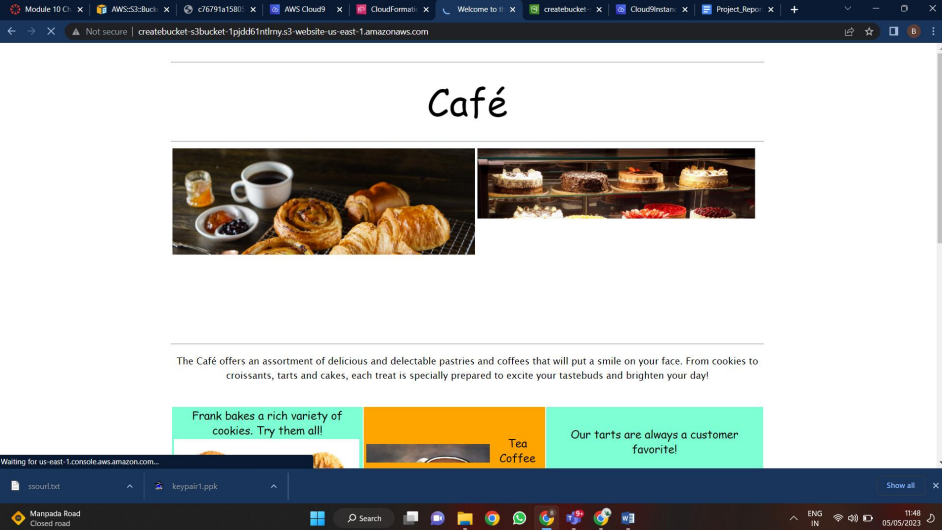 Module 10 Ch
AWS::S3::Buck
c76791a1580
AWS Cloud9
CloudFormati
Welcome to th
createbucket-
Cloud9Instanc
Project_Repor
Not secure
createbucket-s3bucket-1pjdd61ntlrny.s3-website-us-east-1.amazonaws.com
B
Café
The Café offers an assortment of delicious and delectable pastries and coffees that will put a smile on your face. From cookies to
croissants, tarts and cakes, each treat is specially prepared to excite your tastebuds and brighten your day!
Frank bakes a rich variety of
cookies. Try them all!
Tea
Coffee
Our tarts are always a customer
favorite!
Waiting for us-east-1.console.aws.amazon.com...
ssourl.txt
keypair1.ppk
Show all
Manpada Road
Closed road
Search
ENG
IN
11:48
05/05/2023